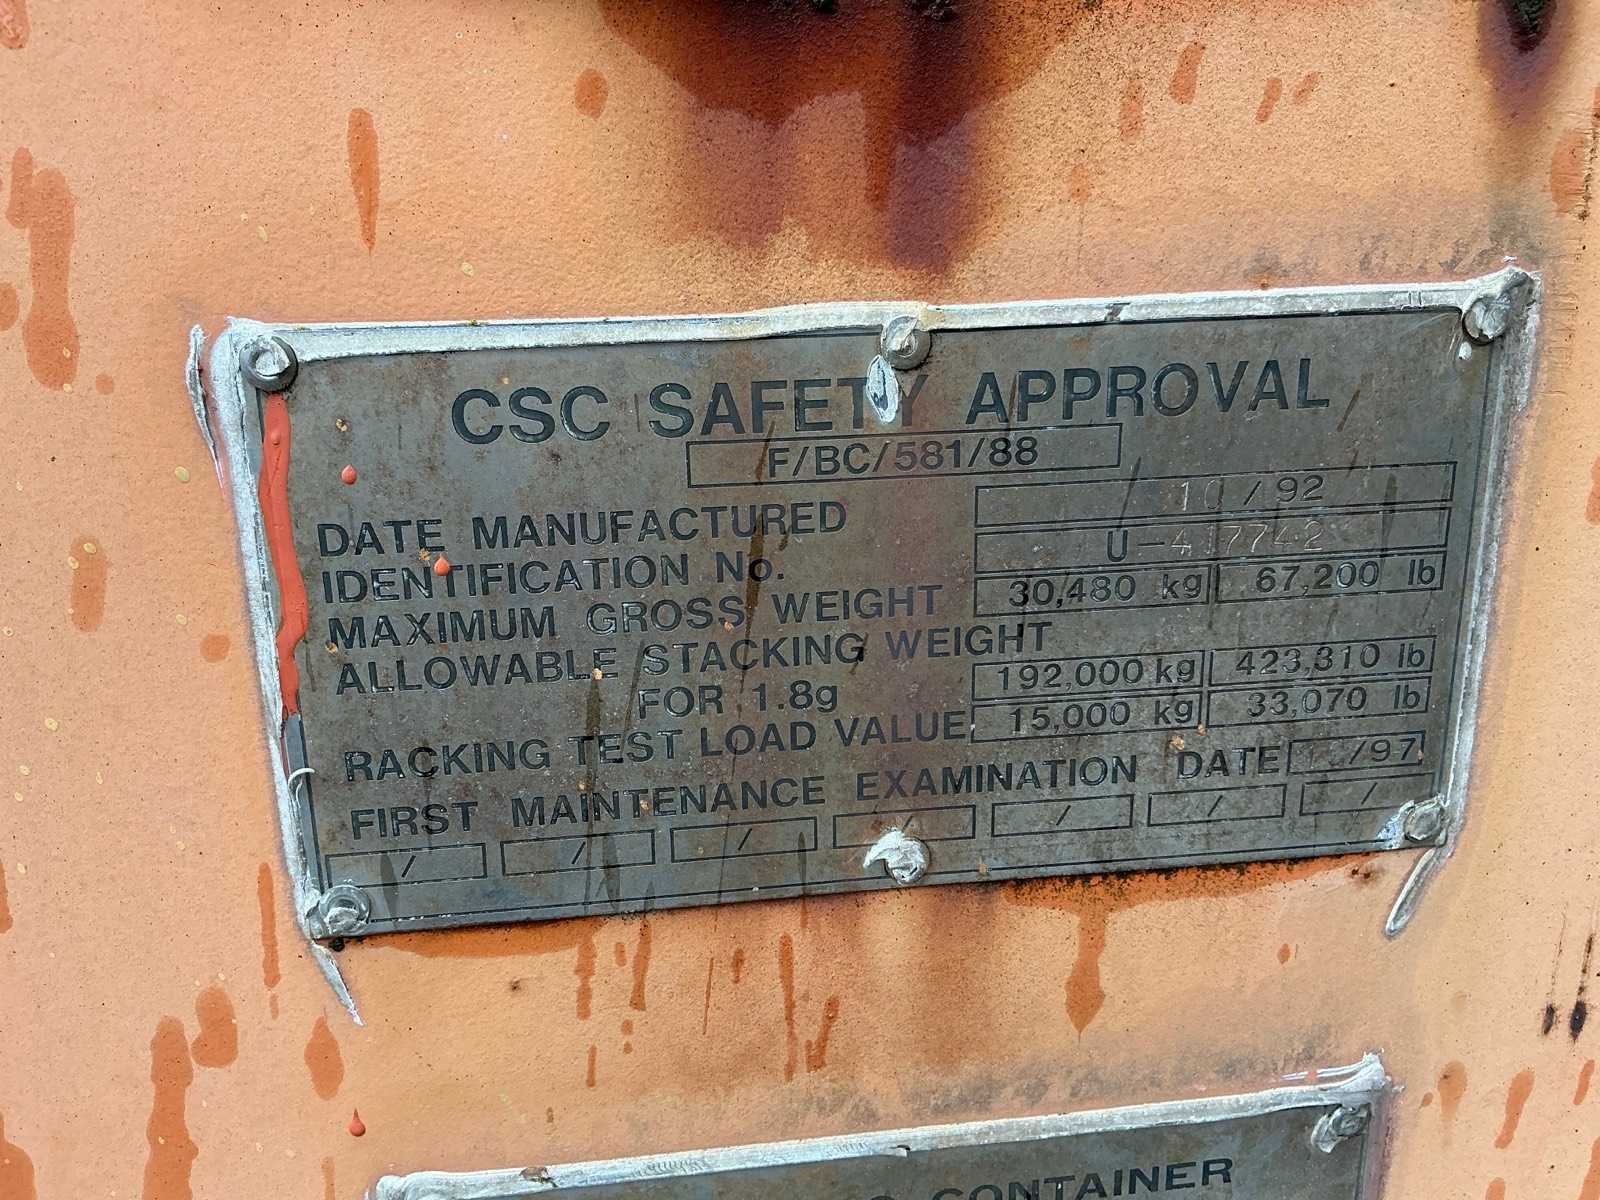 CSC SAFETY APPROVAL
F/BC/581/88
DATE MANUFACTURED 10/92
IDENTIFICATION No.
MAXIMUM GROSS WEIGHT 30,480 kg 67,200 lb
ALLOWABLE STACKING WEIGHT
FOR 1.8g 192,000 kg 423,310 lb
RACKING TEST LOAD VALUE 15,000 kg 33,070 lb
FIRST MAINTENANCE EXAMINATION DATE /97
/ / / / / / /
CONTAINER